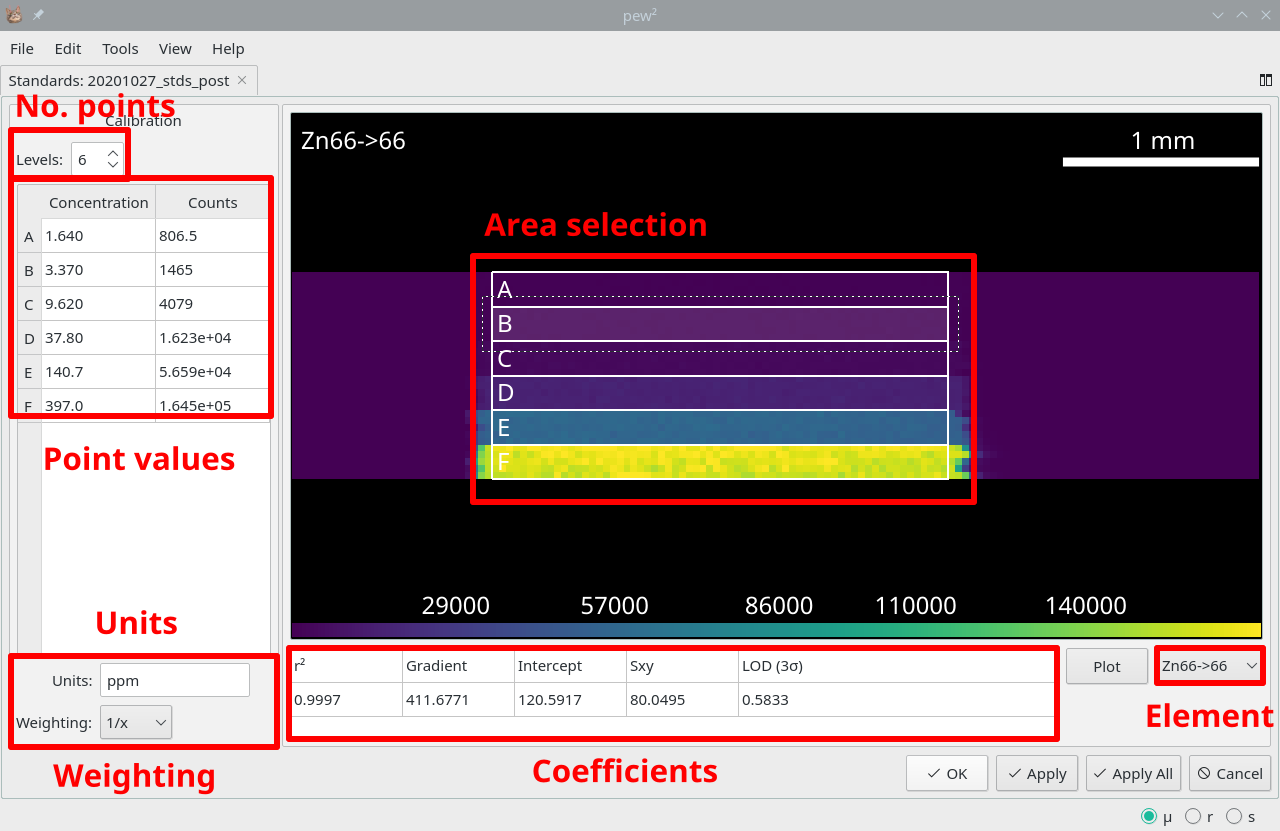 pew²
File Edit Tools View Help
Standards: 20201027_stds_post
No. points
Calibration
Levels: 6
Concentration Counts
A 1.640 806.5
B 3.370 1465
C 9.620 4079
D 37.80 1.623e+04
E 140.7 5.659e+04
F 397.0 1.645e+05
Point values
Units
Units: ppm
Weighting: 1/x
Weighting
Zn66->66
1 mm
Area selection
A
B
C
D
E
F
29000 57000 86000 110000 140000
r² Gradient Intercept Sxy LOD (3σ)
0.9997 411.6771 120.5917 80.0495 0.5833
Plot
Zn66->66
Element
Coefficients
OK Apply Apply All Cancel
μ r s